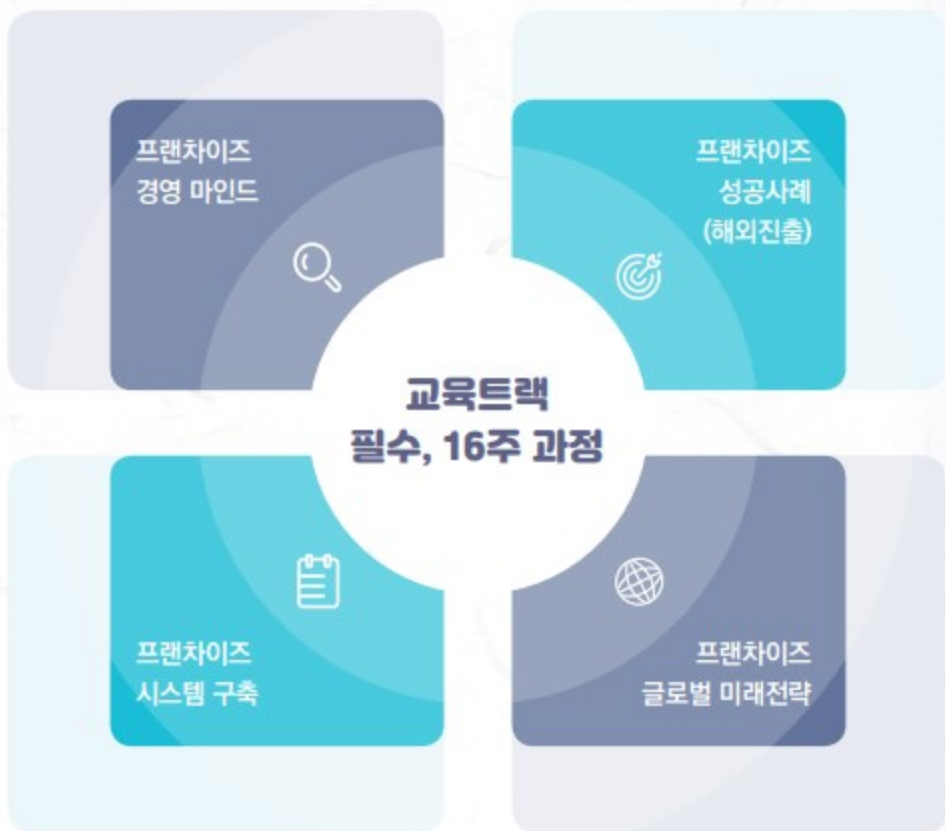 프랜차이즈
경영 마인드
프랜차이즈
성공사례
(해외진출)
교육트랙
필수, 16주 과정
프랜차이즈
시스템 구축
프랜차이즈
글로벌 미래전략